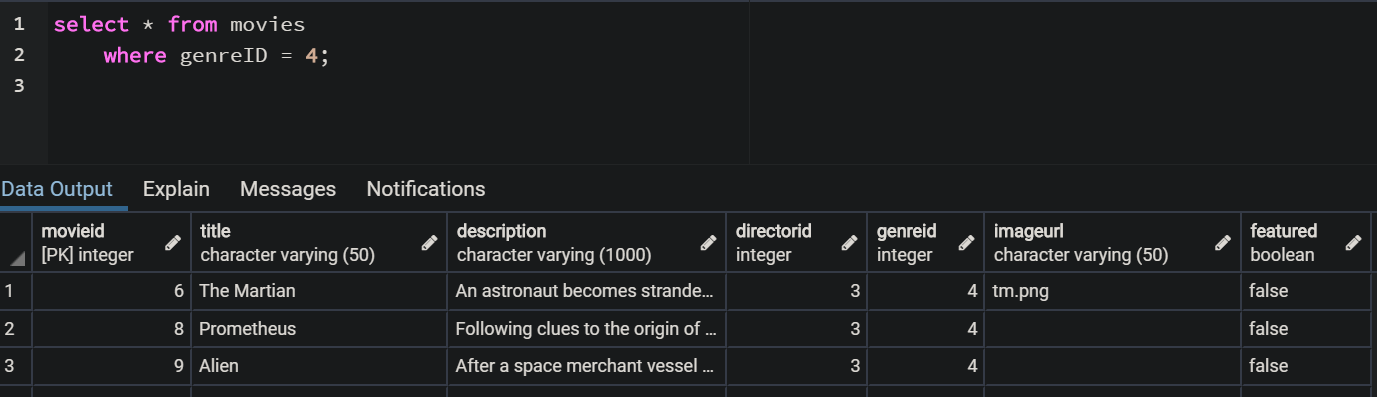 1 select * from movies
2 where genreID = 4;
3
Data Output Explain Messages Notifications
movieid title description directorid genreid imageurl featured
[PK] integer character varying (50) character varying (1000) integer integer character varying (50) boolean
1 6 The Martian An astronaut becomes strande... 3 4 tm.png false
2 8 Prometheus Following clues to the origin of ... 3 4 false
3 9 Alien After a space merchant vessel ... 3 4 false